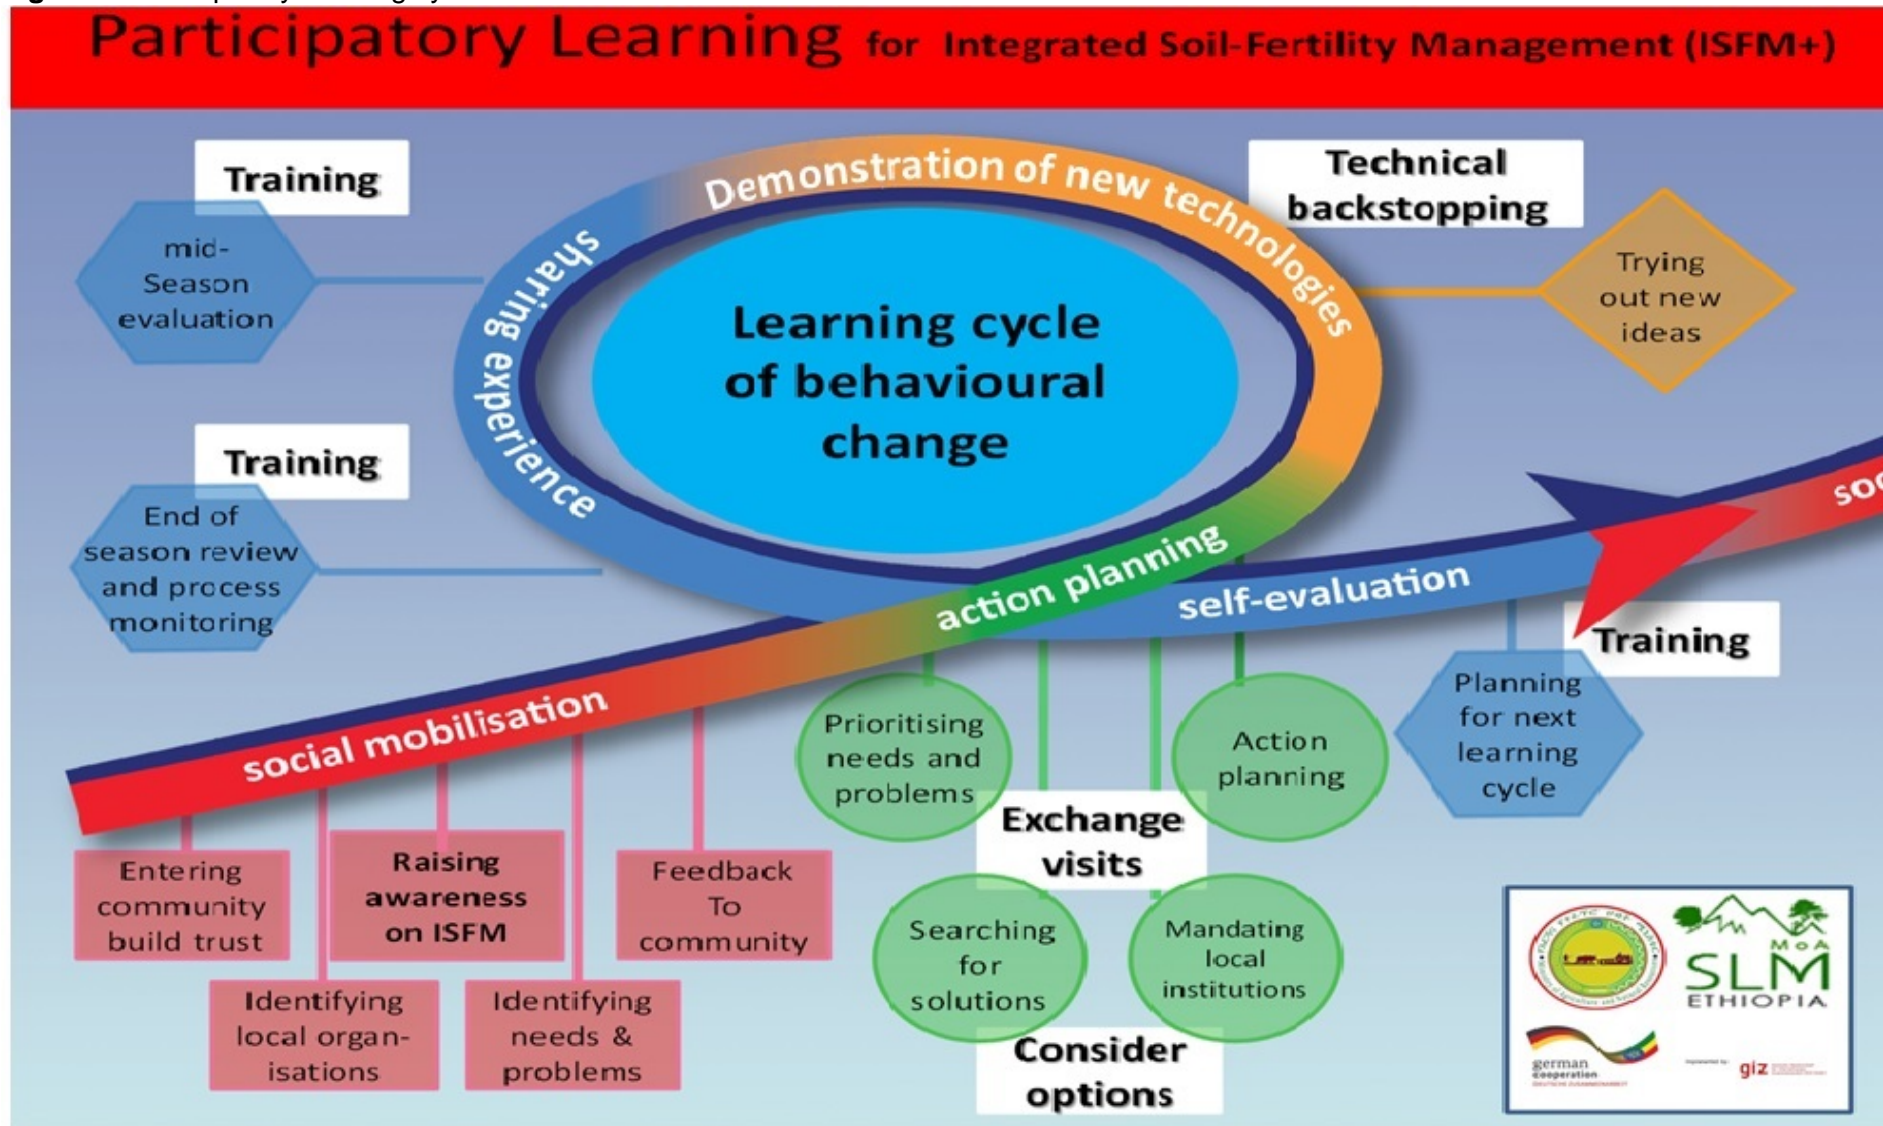 Participatory Learning for Integrated Soil-Fertility Management (ISFM+)
Training
mid-
Season
evaluation
Training
End of
season review
and process
monitoring
sharing experience
Demonstration of new technologies
Learning cycle
of behavioural
change
Technical
backstopping
Trying
out new
ideas
social mobilisation
action planning
self-evaluation
soc
Training
Planning
for next
learning
cycle
Entering
community
build trust
Identifying
local organ-
isations
Raising
awareness
on ISFM
Identifying
needs &
problems
Feedback
To
community
Prioritising
needs and
problems
Exchange
visits
Action
planning
Searching
for
solutions
Mandating
local
institutions
Consider
options
MoA
SLM
ETHIOPIA
german
cooperation
DEUTSCHE ZUSAMMENARBEIT
Implemented by:
giz